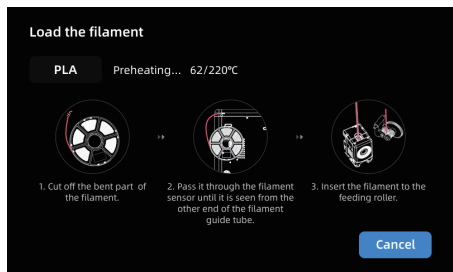 Load the filament
PLA
Preheating... 62/220℃
1. Cut off the bent part of
the filament.
2. Pass it through the filament
sensor until it is seen from the
other end of the filament
guide tube.
3. Insert the filament to the
feeding roller.
Cancel